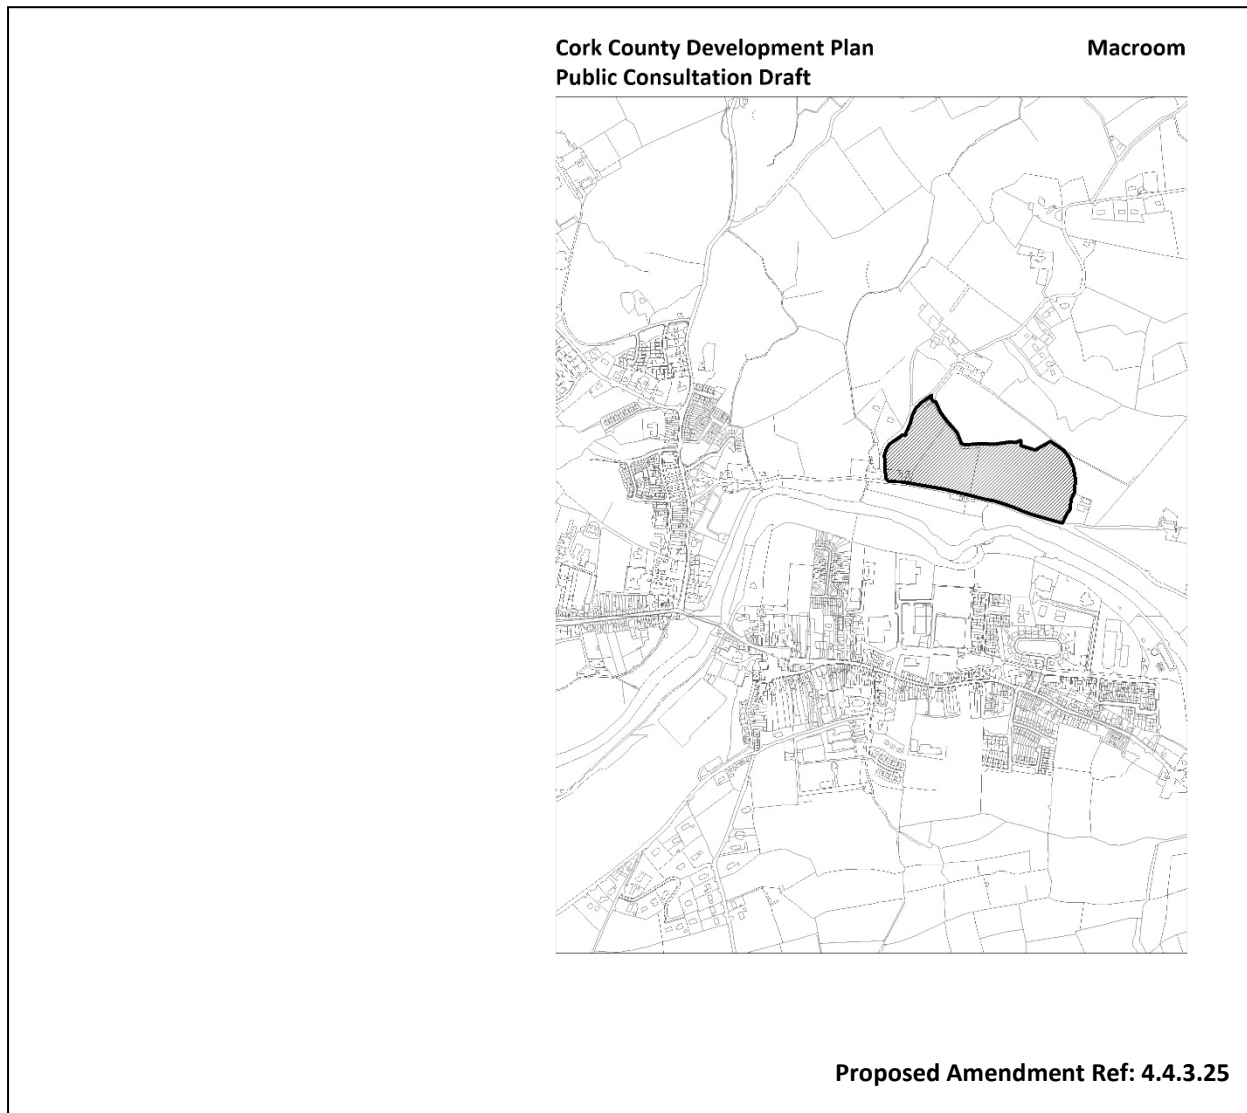 Cork County Development Plan Macroom
Public Consultation Draft
Proposed Amendment Ref: 4.4.3.25